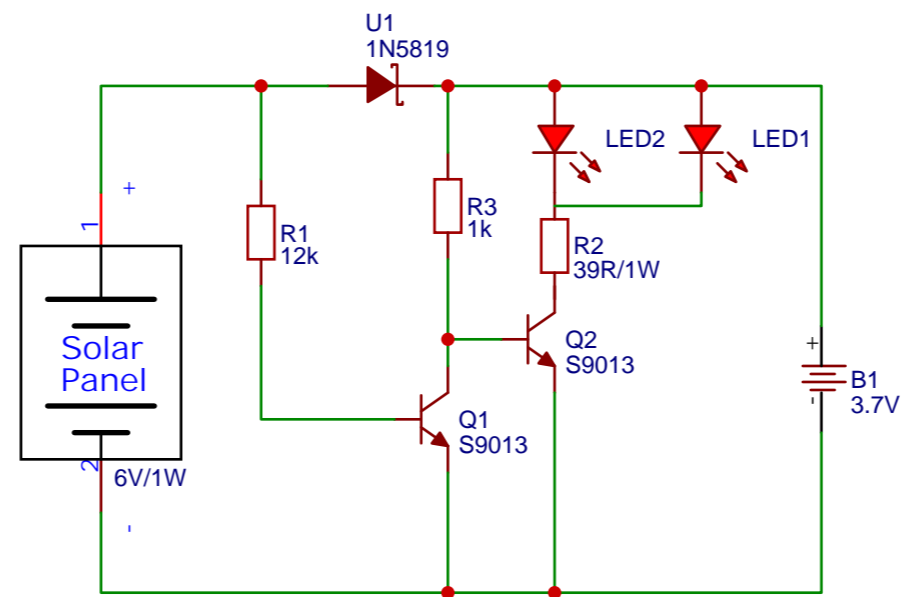 U1
1N5819
+
1
R1
12k
R3
1k
LED2
LED1
R2
39R/1W
Solar
Panel
Q2
S9013
+
-
B1
3.7V
Q1
S9013
2
6V/1W
-